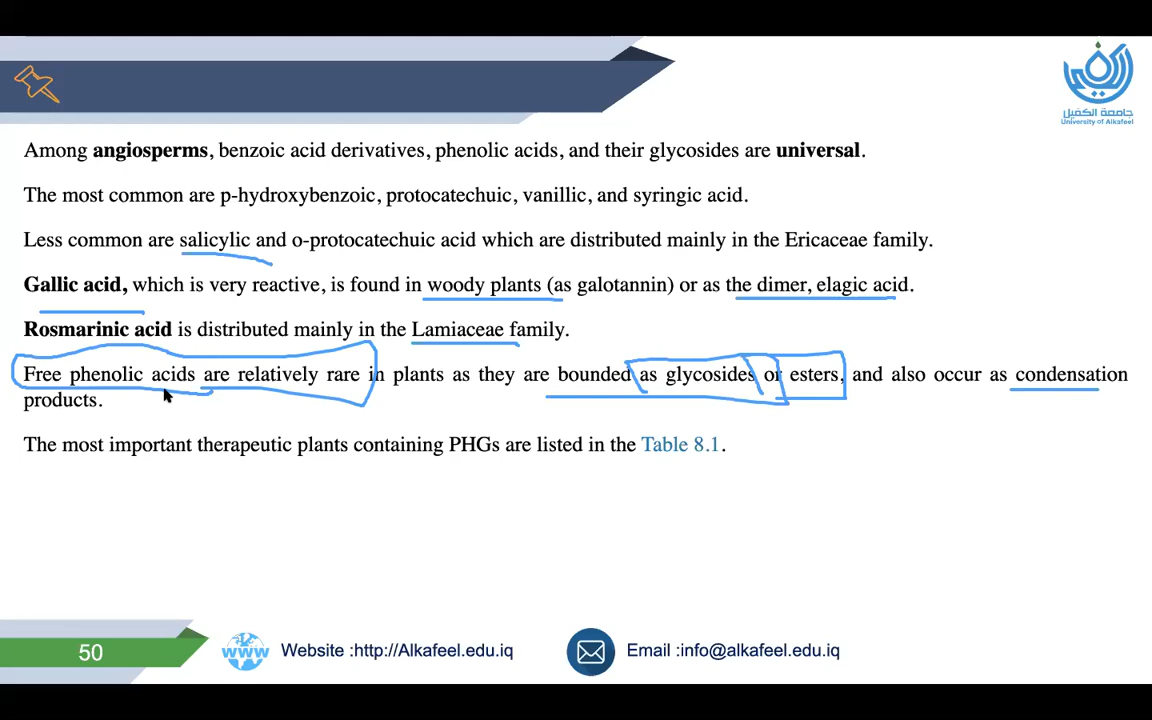 جامعة الكفيل
University of Alkafeel
Among angiosperms, benzoic acid derivatives, phenolic acids, and their glycosides are universal.
The most common are p-hydroxybenzoic, protocatechuic, vanillic, and syringic acid.
Less common are salicylic and o-protocatechuic acid which are distributed mainly in the Ericaceae family.
Gallic acid, which is very reactive, is found in woody plants (as galotannin) or as the dimer, elagic acid.
Rosmarinic acid is distributed mainly in the Lamiaceae family.
Free phenolic acids are relatively rare in plants as they are bounded as glycosides or esters, and also occur as condensation
products.
The most important therapeutic plants containing PHGs are listed in the Table 8.1.
50
WWW
Website :http://Alkafeel.edu.iq
Email :info@alkafeel.edu.iq